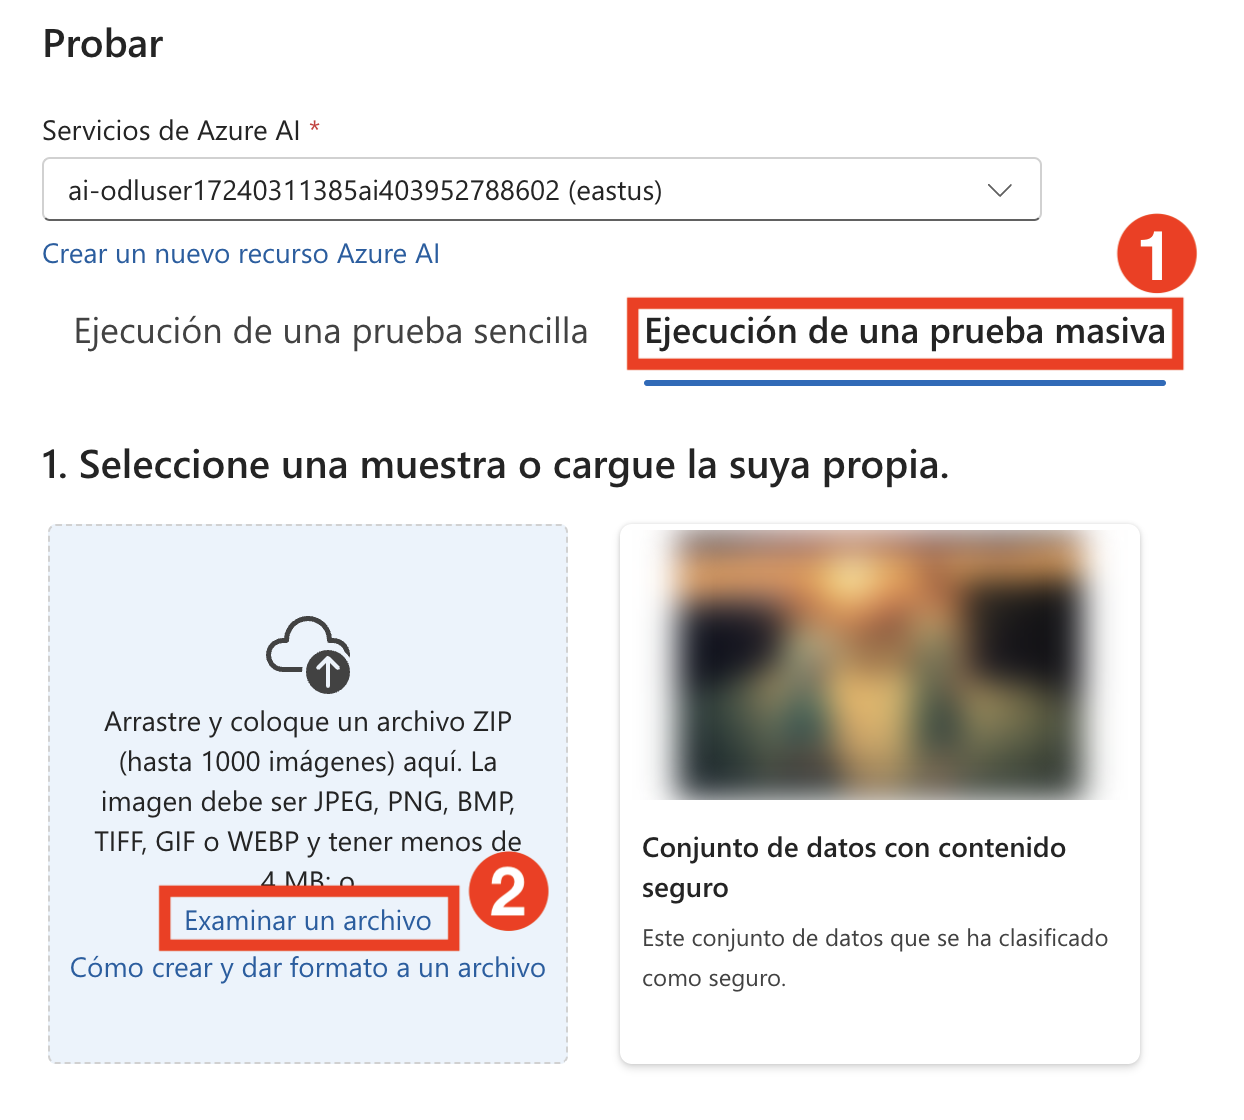 Probar
Servicios de Azure AI *
ai-odluser17240311385ai403952788602 (eastus)
Crear un nuevo recurso Azure AI
1
Ejecución de una prueba sencilla
Ejecución de una prueba masiva
1. Seleccione una muestra o cargue la suya propia.
Arrastre y coloque un archivo ZIP
(hasta 1000 imágenes) aquí. La
imagen debe ser JPEG, PNG, BMP,
TIFF, GIF o WEBP y tener menos de
4 MB; o
2
Examinar un archivo
Cómo crear y dar formato a un archivo
Conjunto de datos con contenido
seguro
Este conjunto de datos que se ha clasificado
como seguro.